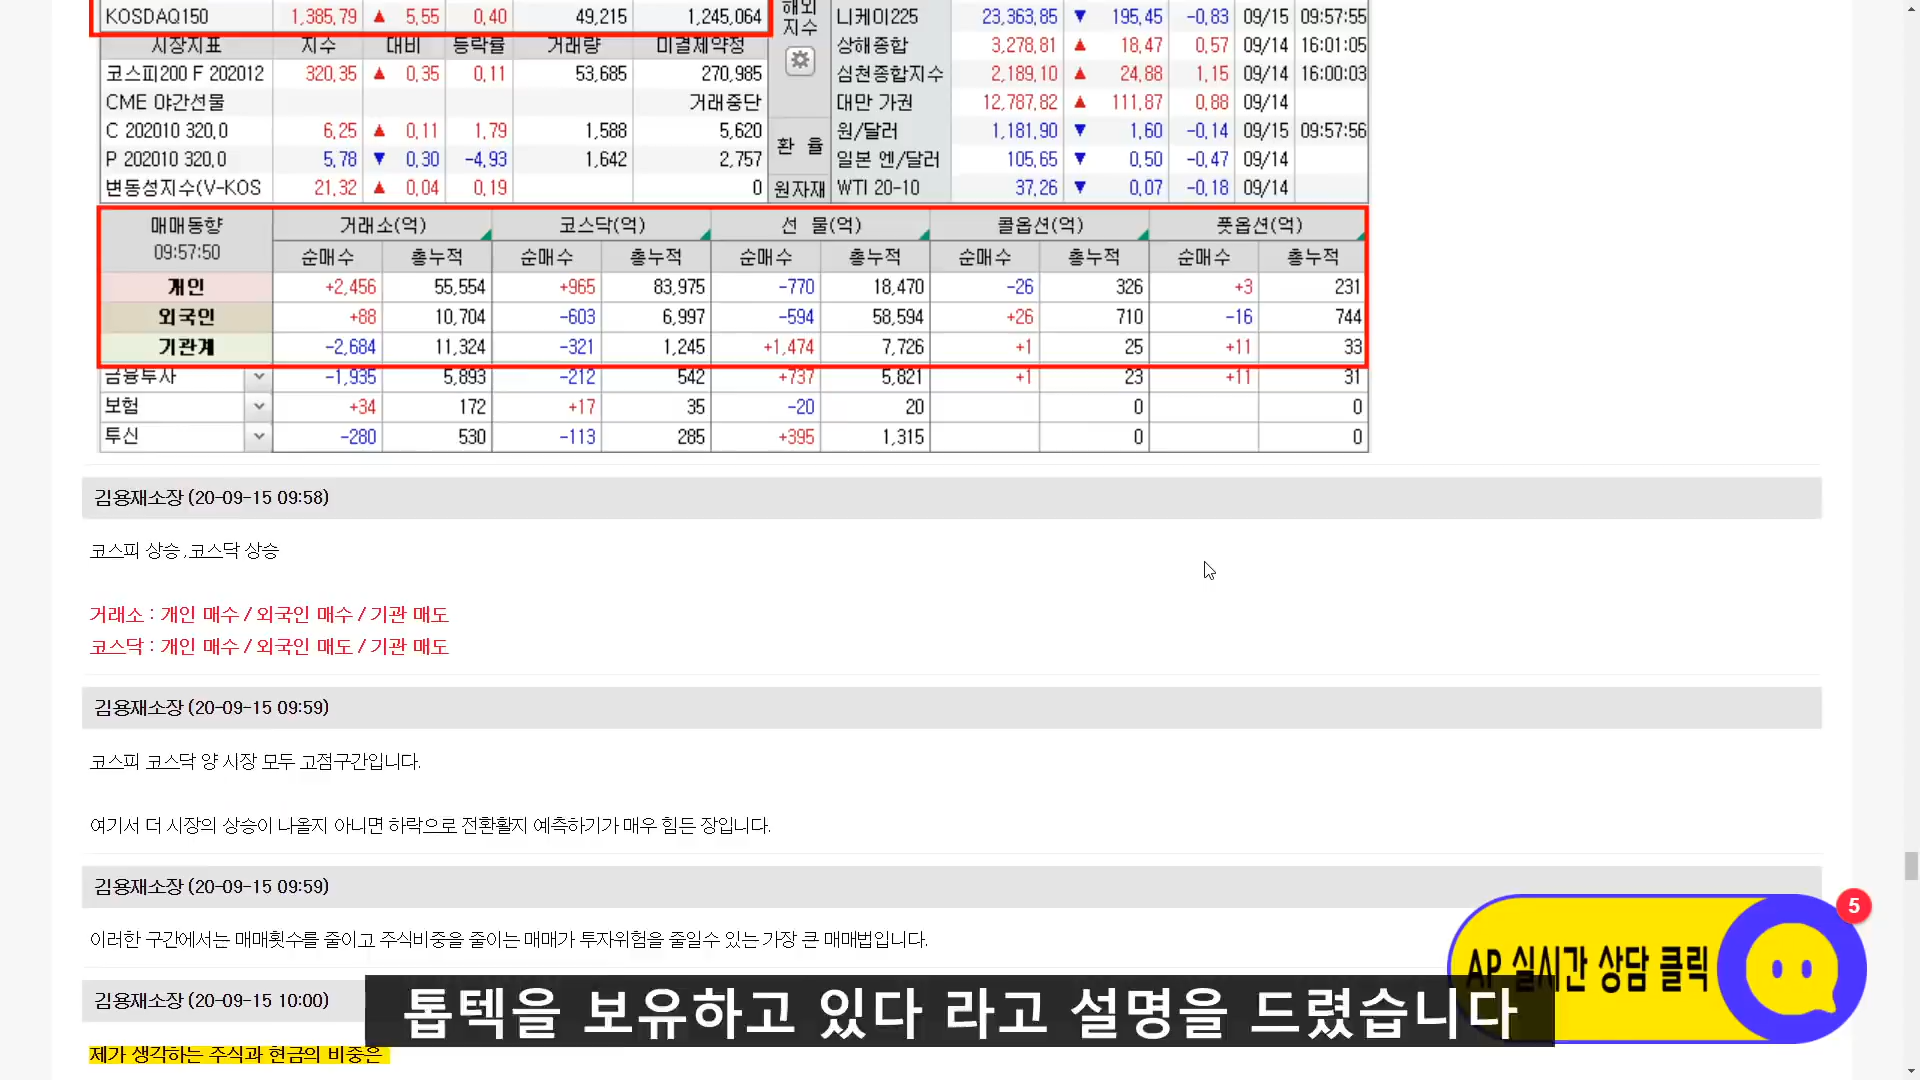 KOSDAQ150 1,385,79 ▲ 5,55 0,40 49,215 1,245,064
시장지표 지수 대비 등락률 거래량 미결제약정
코스피200 F 202012 320,35 ▲ 0,35 0,11 53,685 270,985
CME 야간선물 거래중단
C 202010 320,0 6,25 ▲ 0,11 1,79 1,588 5,620
P 202010 320,0 5,78 ▼ 0,30 -4,93 1,642 2,757
변동성지수(V-KOS 21,32 ▲ 0,04 0,19 0
해외
지수
환 율
원자재
니케이225 23,363,85 ▼ 195,45 -0,83 09/15 09:57:55
상해종합 3,278,81 ▲ 18,47 0,57 09/14 16:01:05
심천종합지수 2,189,10 ▲ 24,88 1,15 09/14 16:00:03
대만 가권 12,787,82 ▲ 111,87 0,88 09/14
원/달러 1,181,90 ▼ 1,60 -0,14 09/15 09:57:56
일본 엔/달러 105,65 ▼ 0,50 -0,47 09/14
WTI 20-10 37,26 ▼ 0,07 -0,18 09/14
매매동향 거래소(억) 코스닥(억) 선 물(억) 콜옵션(억) 풋옵션(억)
09:57:50 순매수 총누적 순매수 총누적 순매수 총누적 순매수 총누적 순매수 총누적
개인 +2,456 55,554 +965 83,975 -770 18,470 -26 326 +3 231
외국인 +88 10,704 -603 6,997 -594 58,594 +26 710 -16 744
기관계 -2,684 11,324 -321 1,245 +1,474 7,726 +1 25 +11 33
금융투자 -1,935 5,893 -212 542 +737 5,821 +1 23 +11 31
보험 +34 172 +17 35 -20 20 0 0
투신 -280 530 -113 285 +395 1,315 0 0
김용재소장 (20-09-15 09:58)
코스피 상승 ,코스닥 상승
거래소 : 개인 매수 / 외국인 매수 / 기관 매도
코스닥 : 개인 매수 / 외국인 매도 / 기관 매도
김용재소장 (20-09-15 09:59)
코스피 코스닥 양 시장 모두 고점구간입니다.
여기서 더 시장의 상승이 나올지 아니면 하락으로 전환활지 예측하기가 매우 힘든 장입니다.
김용재소장 (20-09-15 09:59)
이러한 구간에서는 매매횟수를 줄이고 주식비중을 줄이는 매매가 투자위험을 줄일수 있는 가장 큰 매매법입니다.
5
AP 실시간 상담 클릭
김용재소장 (20-09-15 10:00)
톱텍을 보유하고 있다 라고 설명을 드렸습니다
제가 생각하는 주식과 현금의 비중은